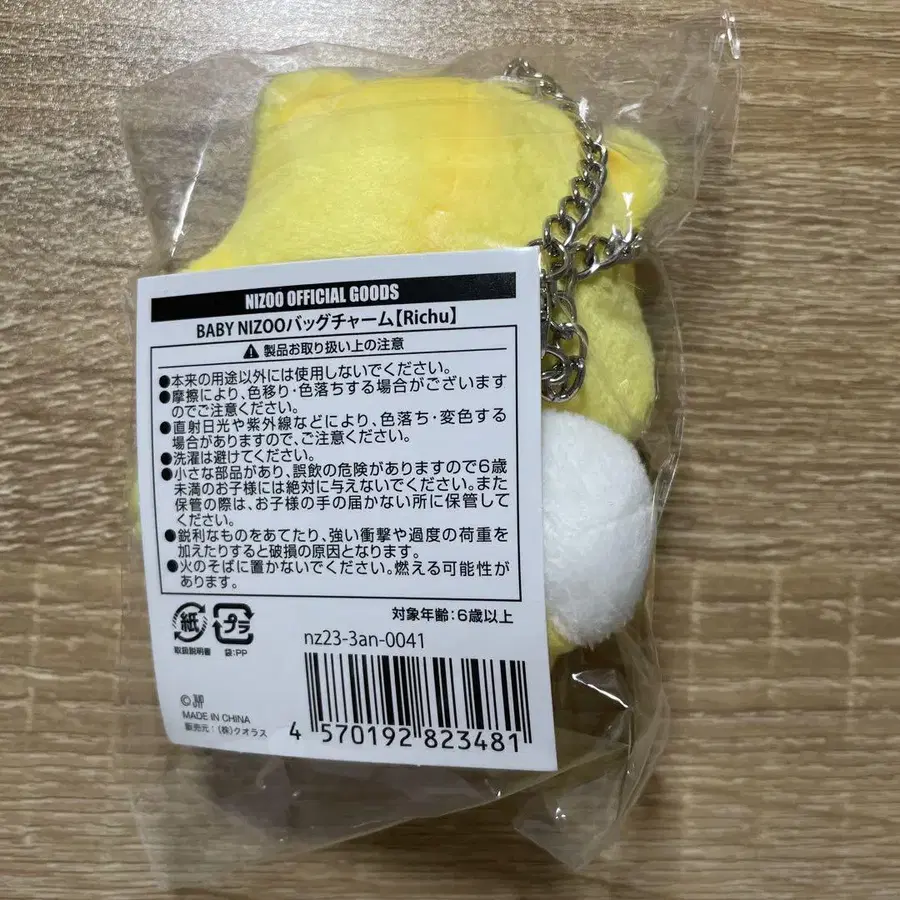 NIZOO OFFICIAL GOODS
BABY NIZOOバッグチャーム【Richu】
製品お取り扱い上の注意
●本来の用途以外には使用しないでください。
●摩擦により、色移り・色落ちする場合がございます
のでご注意ください。
●直射日光や紫外線などにより、色落ち・変色する
場合がありますので、ご注意ください。
●洗濯は避けてください。
●小さな部品があり、誤飲の危険がありますので6歳
未満のお子様には絶対に与えないでください。また
保管の際は、お子様の手の届かない所に保管して
ください。
●鋭利なものをあてたり、強い衝撃や過度の荷重を
加えたりすると破損の原因となります。
●火のそばに置かないでください。燃える可能性が
あります。
対象年齢:6歳以上
紙 プラ
取扱説明書 袋:PP
nz23-3an-0041
©
MADE IN CHINA
販売元:(株)クオラス
4 570192 823481